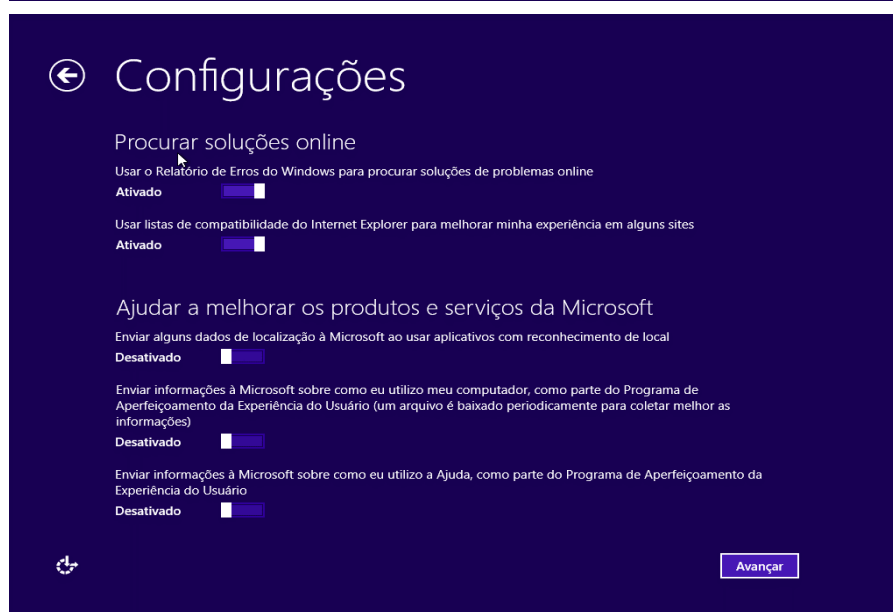 Configurações
Procurar soluções online
Usar o Relatório de Erros do Windows para procurar soluções de problemas online
Ativado
Usar listas de compatibilidade do Internet Explorer para melhorar minha experiência em alguns sites
Ativado
Ajudar a melhorar os produtos e serviços da Microsoft
Enviar alguns dados de localização à Microsoft ao usar aplicativos com reconhecimento de local
Desativado
Enviar informações à Microsoft sobre como eu utilizo meu computador, como parte do Programa de
Aperfeiçoamento da Experiência do Usuário (um arquivo é baixado periodicamente para coletar melhor as
informações)
Desativado
Enviar informações à Microsoft sobre como eu utilizo a Ajuda, como parte do Programa de Aperfeiçoamento da
Experiência do Usuário
Desativado
Avançar